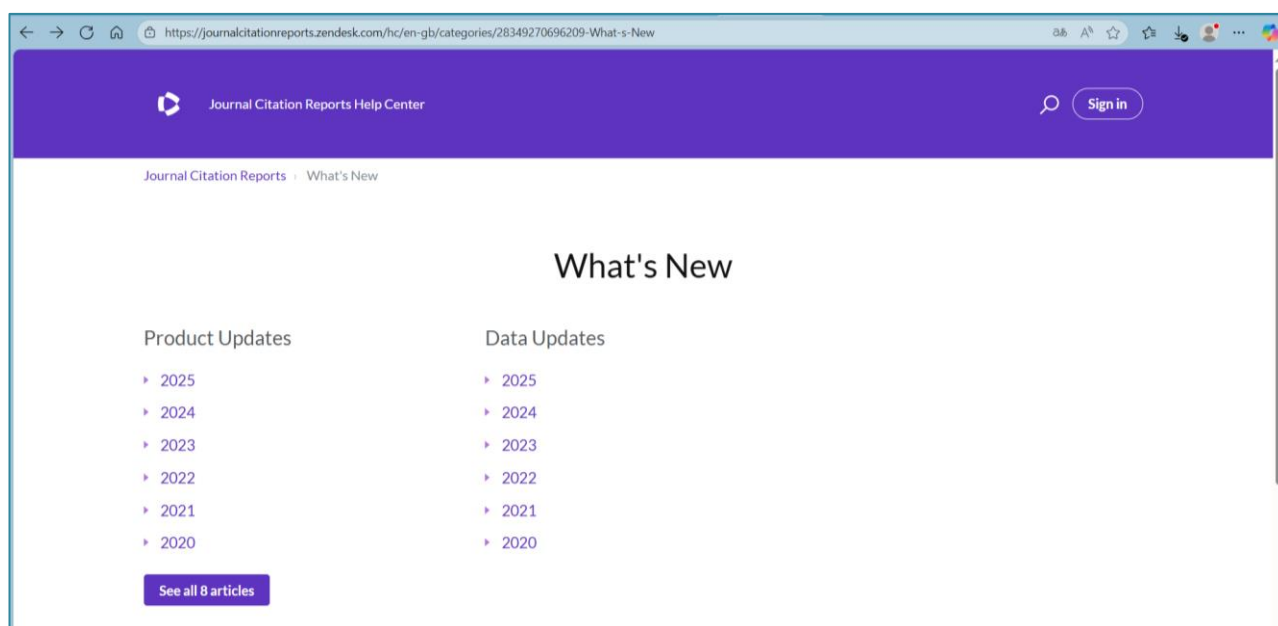 https://journalcitationreports.zendesk.com/hc/en-gb/categories/28349270696209-What-s-New
Journal Citation Reports Help Center
Sign in
Journal Citation Reports › What's New
What's New
Product Updates
2025
2024
2023
2022
2021
2020
See all 8 articles
Data Updates
2025
2024
2023
2022
2021
2020